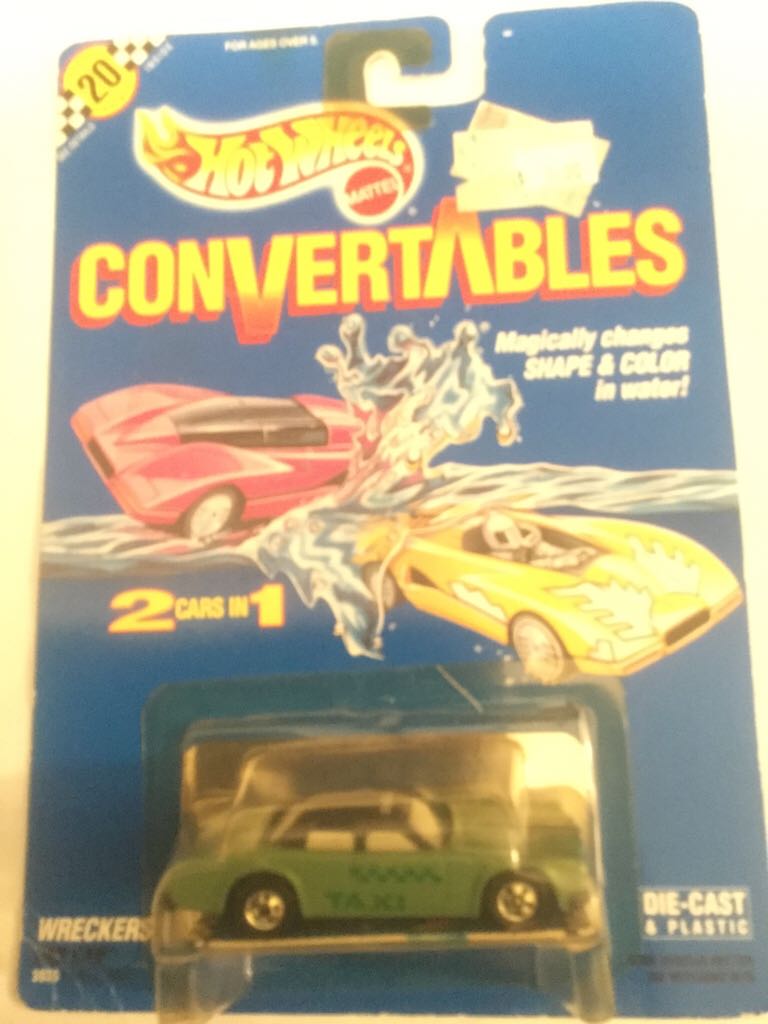 FOR AGES OVER 5.
20
INSIDE
HOT WHEELS
MATTEL
CONVERTABLES
Magically changes
SHAPE & COLOR
in water!
2 CARS IN 1
TAXI
WRECKERS
DIE-CAST
& PLASTIC